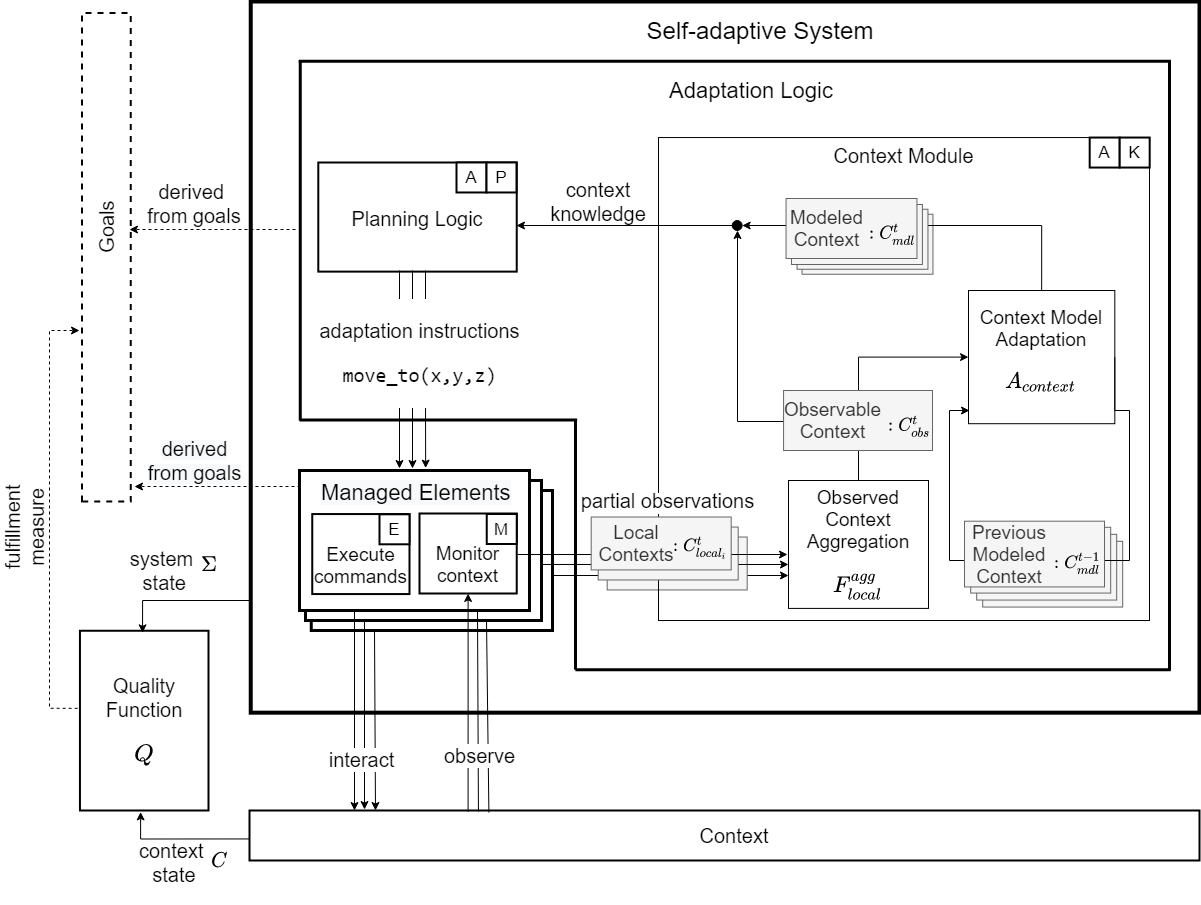 Self-adaptive System
Adaptation Logic
Context Module
A K
Goals
derived
from goals
A P
Planning Logic
context
knowledge
Modeled
Context : C^t_{mdl}
adaptation instructions
move_to(x,y,z)
Context Model
Adaptation
A_{context}
Observable
Context : C^t_{obs}
derived
from goals
Managed Elements
E
Execute
commands
M
Monitor
context
partial observations
Local
Contexts : C^t_{local_i}
Observed
Context
Aggregation
F^{agg}_{local}
Previous
Modeled
Context : C^{t-1}_{mdl}
fulfillment
measure
system Σ
state
Quality
Function
Q
interact
observe
Context
context C
state